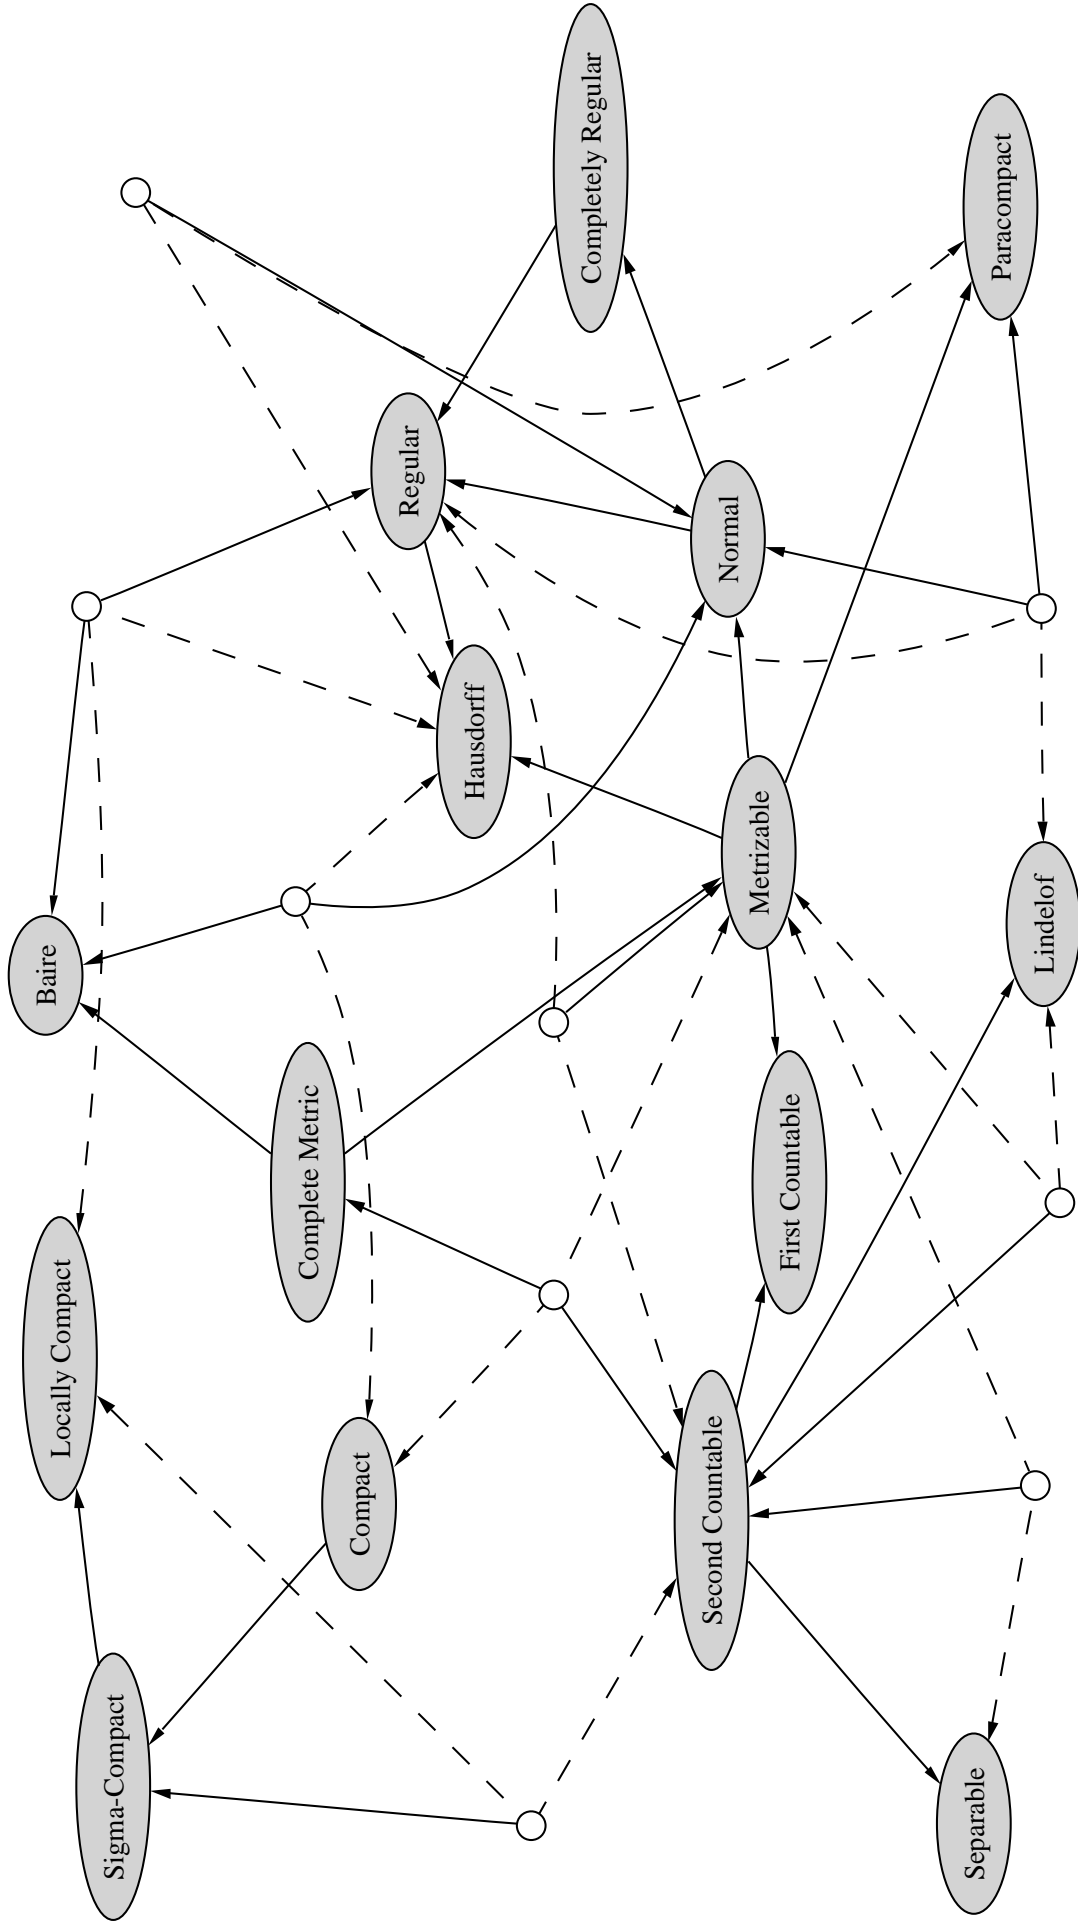 Sigma-Compact
Locally Compact
Baire
Compact
Complete Metric
Hausdorff
Regular
Completely Regular
Second Countable
First Countable
Metrizable
Normal
Separable
Lindelof
Paracompact